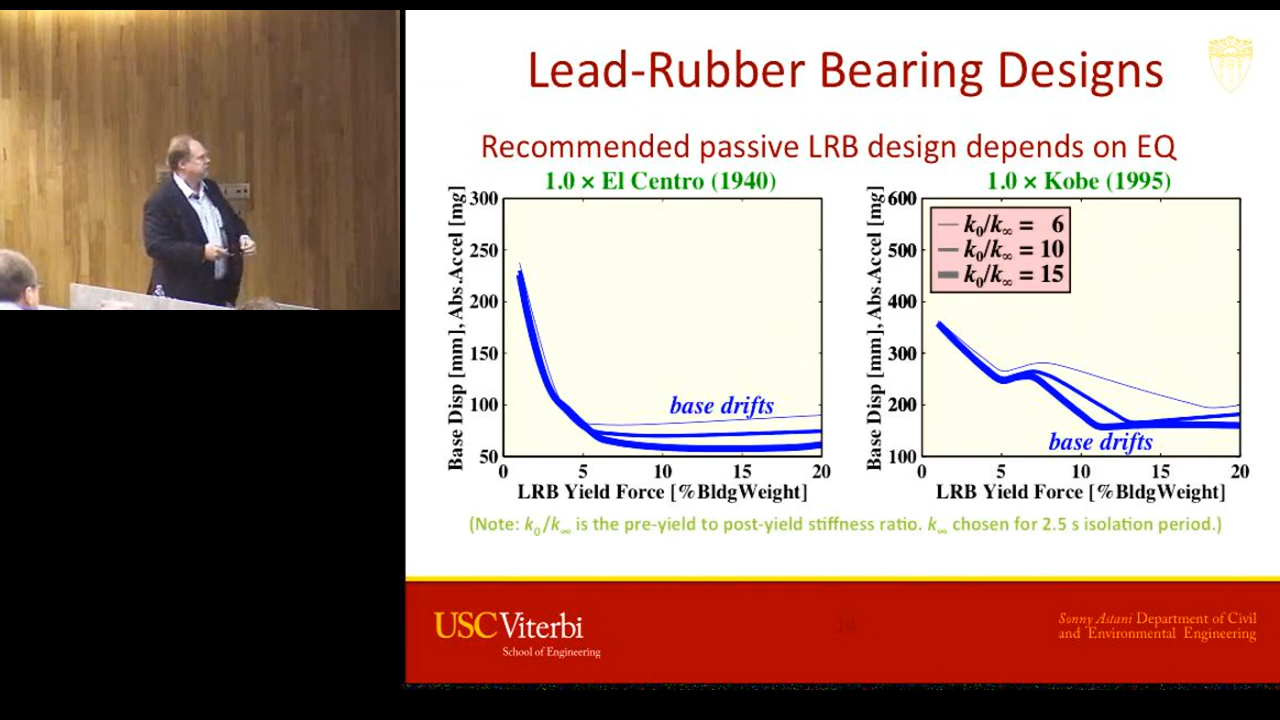 Lead-Rubber Bearing Designs
Recommended passive LRB design depends on EQ
1.0 × El Centro (1940)
Base Disp [mm], Abs.Accel [mg]
300
250
200
150
100
50
base drifts
0 5 10 15 20
LRB Yield Force [%BldgWeight]
1.0 × Kobe (1995)
Base Disp [mm], Abs.Accel [mg]
600
500
400
300
200
100
k₀/k∞ = 6
k₀/k∞ = 10
k₀/k∞ = 15
base drifts
0 5 10 15 20
LRB Yield Force [%BldgWeight]
(Note: k₀/k∞ is the pre-yield to post-yield stiffness ratio. k∞ chosen for 2.5 s isolation period.)
USC Viterbi
School of Engineering
Sonny Astani Department of Civil
and Environmental Engineering